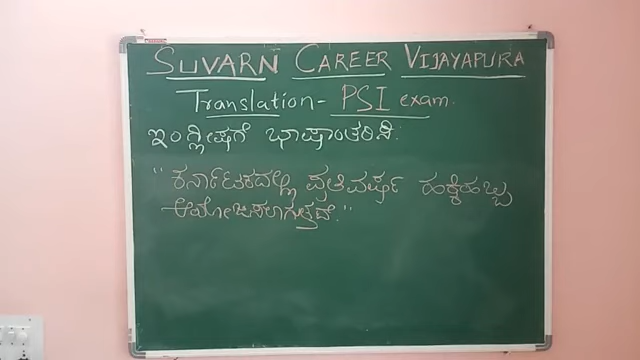 SUVARN CAREER VIJAYAPURA
Translation- PSI exam.
ಇಂಗ್ಲೀಷಗೆ ಭಾಷಾಂತರಿಸಿ:
"ಕರ್ನಾಟಕದಲ್ಲಿ ಪ್ರತಿವರ್ಷ ಹಕ್ಕಿಹಬ್ಬ
ಆಯೋಜಿಸಲಾಗುತ್ತದೆ."